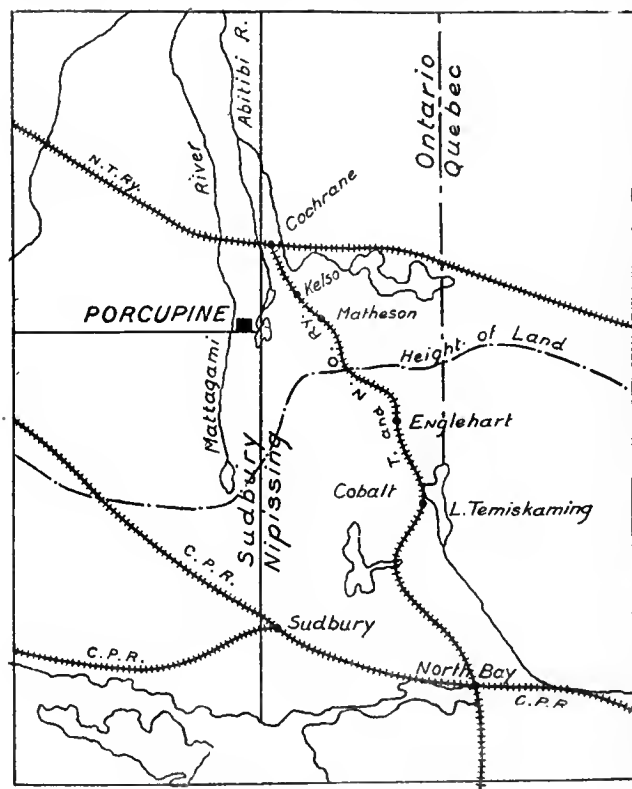 Abitibi R.
Ontario
Quebec
N.T.Ry.
River
Cochrane
Kelso
PORCUPINE
Matheson
Height of Land
T. and N. O. Ry.
Mattagami
Englehart
Sudbury
Nipissing
Cobalt
L. Temiskaming
C.P.R.
Sudbury
C.P.R.
North Bay
C.P.R